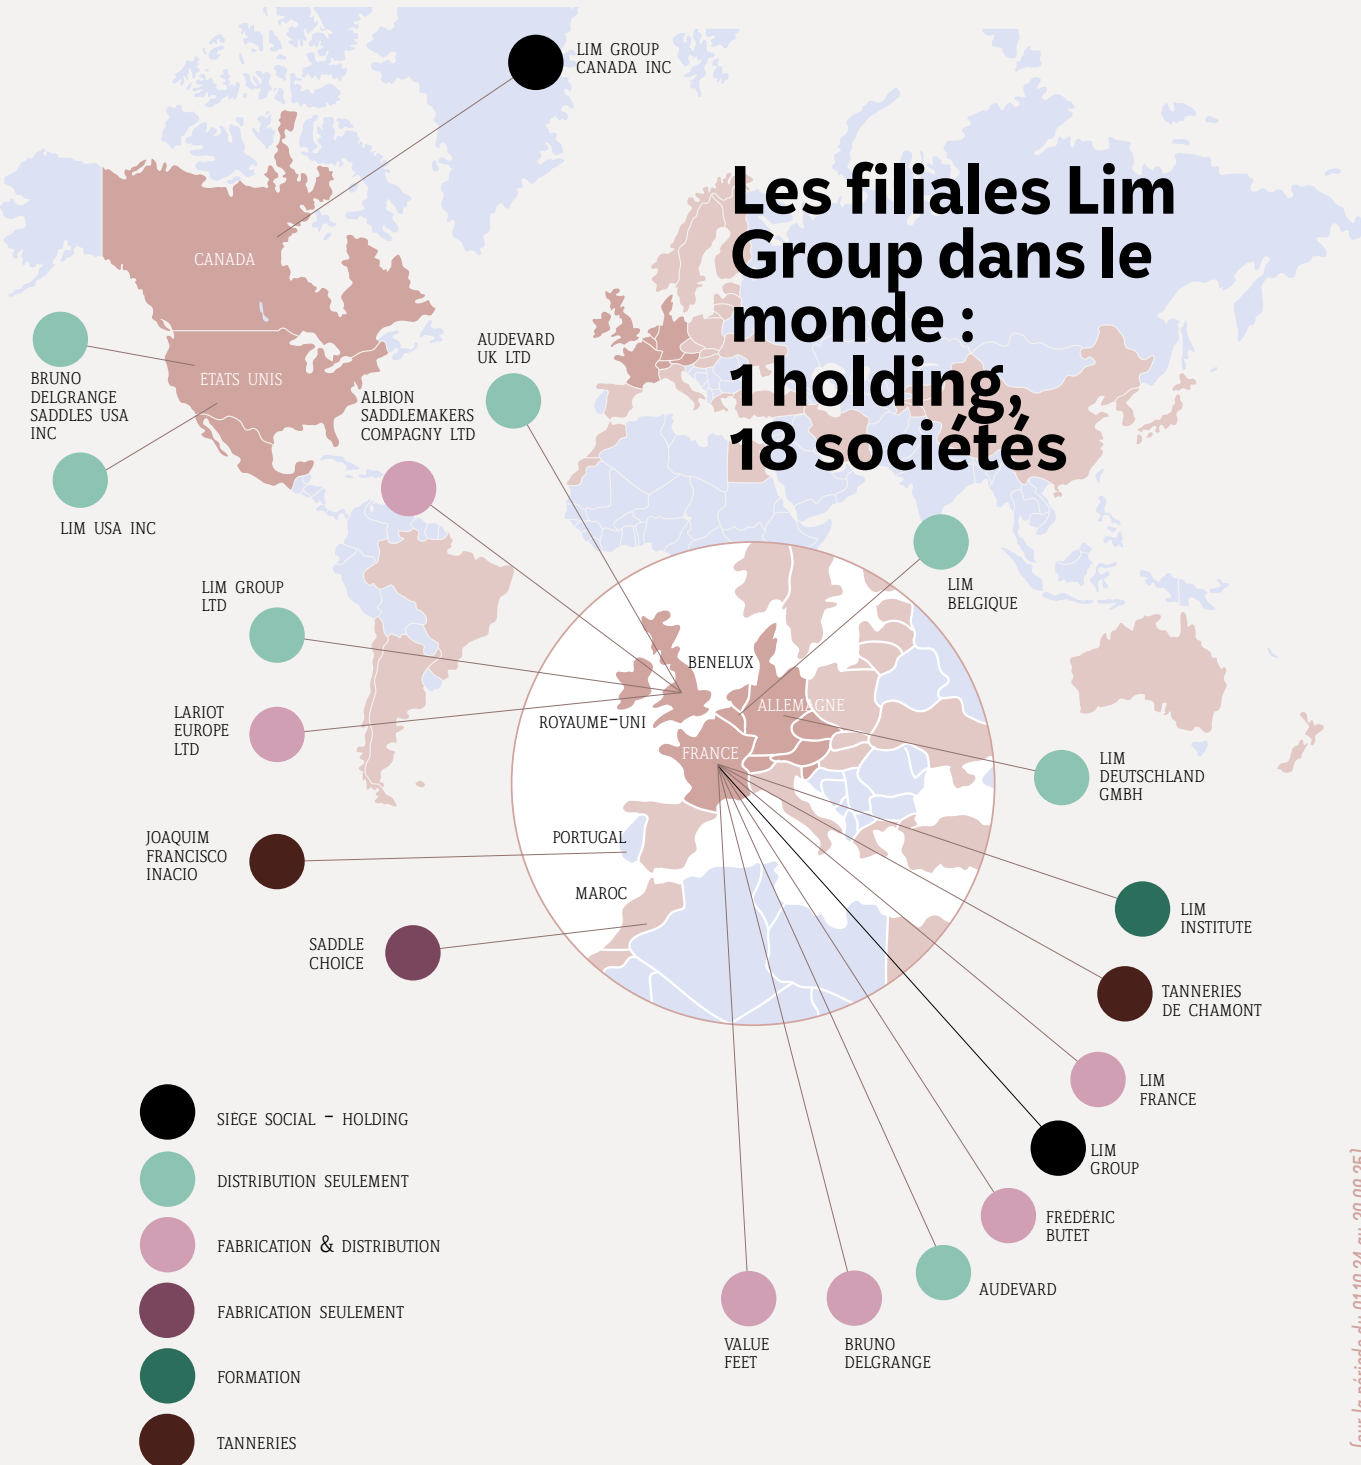 LIM GROUP
CANADA INC
Les filiales Lim
Group dans le
monde :
1 holding,
18 sociétés
CANADA
ETATS UNIS
BRUNO
DELGRANGE
SADDLES USA
INC
LIM USA INC
AUDEVARD
UK LTD
ALBION
SADDLEMAKERS
COMPAGNY LTD
LIM GROUP
LTD
LARIOT
EUROPE
LTD
JOAQUIM
FRANCISCO
INACIO
SADDLE
CHOICE
LIM
BELGIQUE
BENELUX
ALLEMAGNE
ROYAUME-UNI
FRANCE
PORTUGAL
MAROC
LIM
DEUTSCHLAND
GMBH
LIM
INSTITUTE
TANNERIES
DE CHAMONT
LIM
FRANCE
LIM
GROUP
FRÉDÉRIC
BUTET
AUDEVARD
BRUNO
DELGRANGE
VALUE
FEET
SIÈGE SOCIAL - HOLDING
DISTRIBUTION SEULEMENT
FABRICATION & DISTRIBUTION
FABRICATION SEULEMENT
FORMATION
TANNERIES